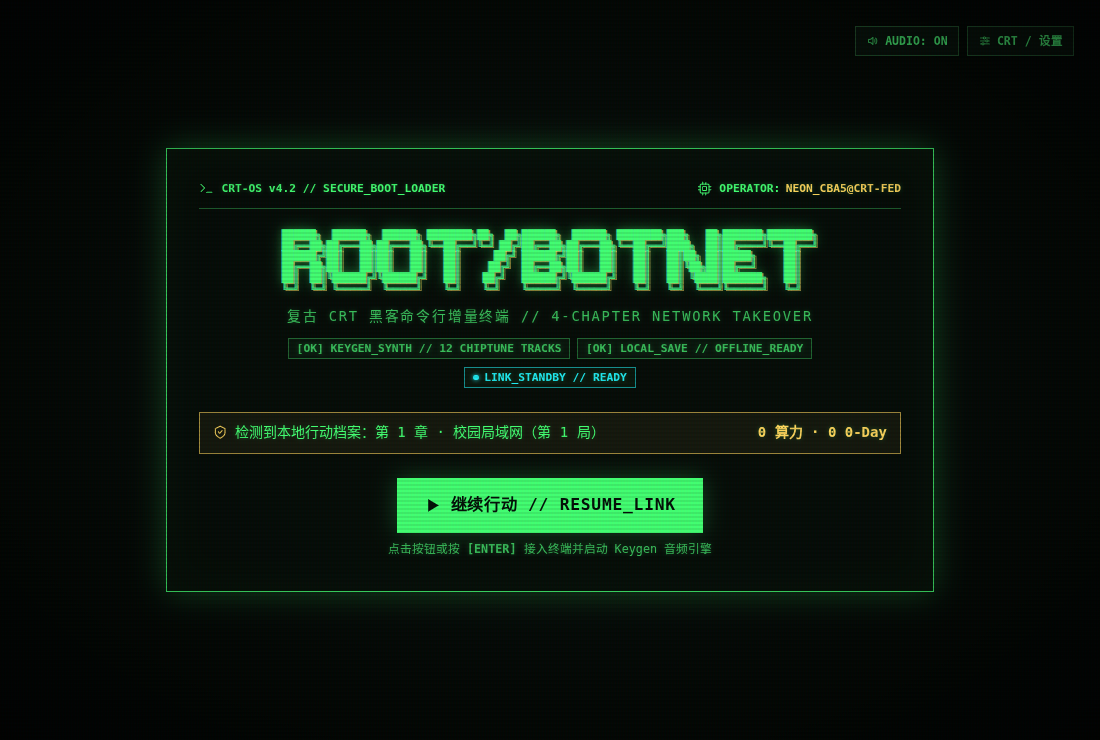 AUDIO: ON
CRT / 设置
CRT-OS v4.2 // SECURE_BOOT_LOADER
OPERATOR: NEON_CBA5@CRT-FED
ROOT/BOTNET
复古 CRT 黑客命令行增量终端 // 4-CHAPTER NETWORK TAKEOVER
[OK] KEYGEN_SYNTH // 12 CHIPTUNE TRACKS
[OK] LOCAL_SAVE // OFFLINE_READY
LINK_STANDBY // READY
检测到本地行动档案: 第 1 章 · 校园局域网 (第 1 局)
0 算力 · 0 0-Day
继续行动 // RESUME_LINK
点击按钮或按 [ENTER] 接入终端并启动 Keygen 音频引擎